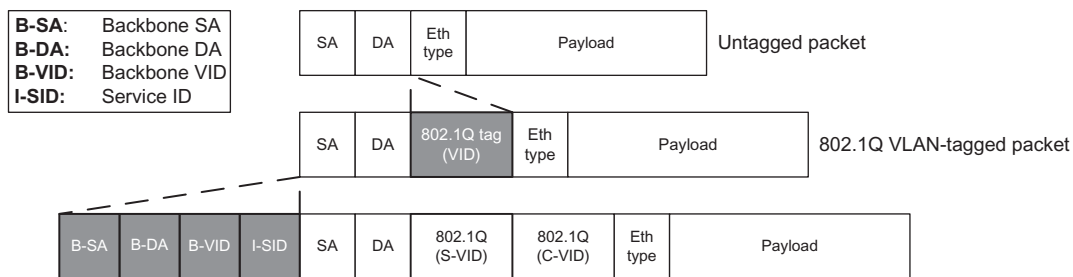 B-SA: Backbone SA
B-DA: Backbone DA
B-VID: Backbone VID
I-SID: Service ID
SA DA Eth type Payload Untagged packet
SA DA 802.1Q tag (VID) Eth type Payload 802.1Q VLAN-tagged packet
B-SA B-DA B-VID I-SID SA DA 802.1Q (S-VID) 802.1Q (C-VID) Eth type Payload